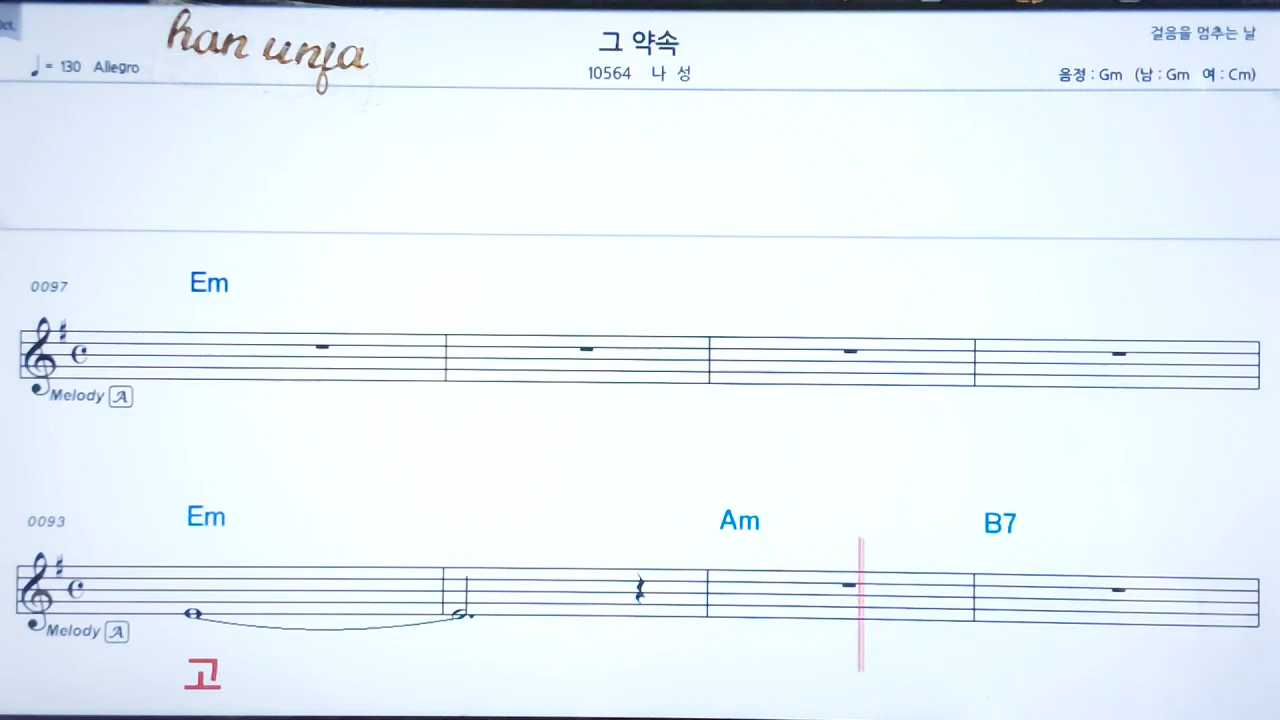 han unja
그 약속
걸음을 멈추는 날
♩= 130 Allegro
10564 나 성
음정 : Gm (남 : Gm 여 : Cm)
0097
Em
Melody A
0093
Em Am B7
Melody A
고